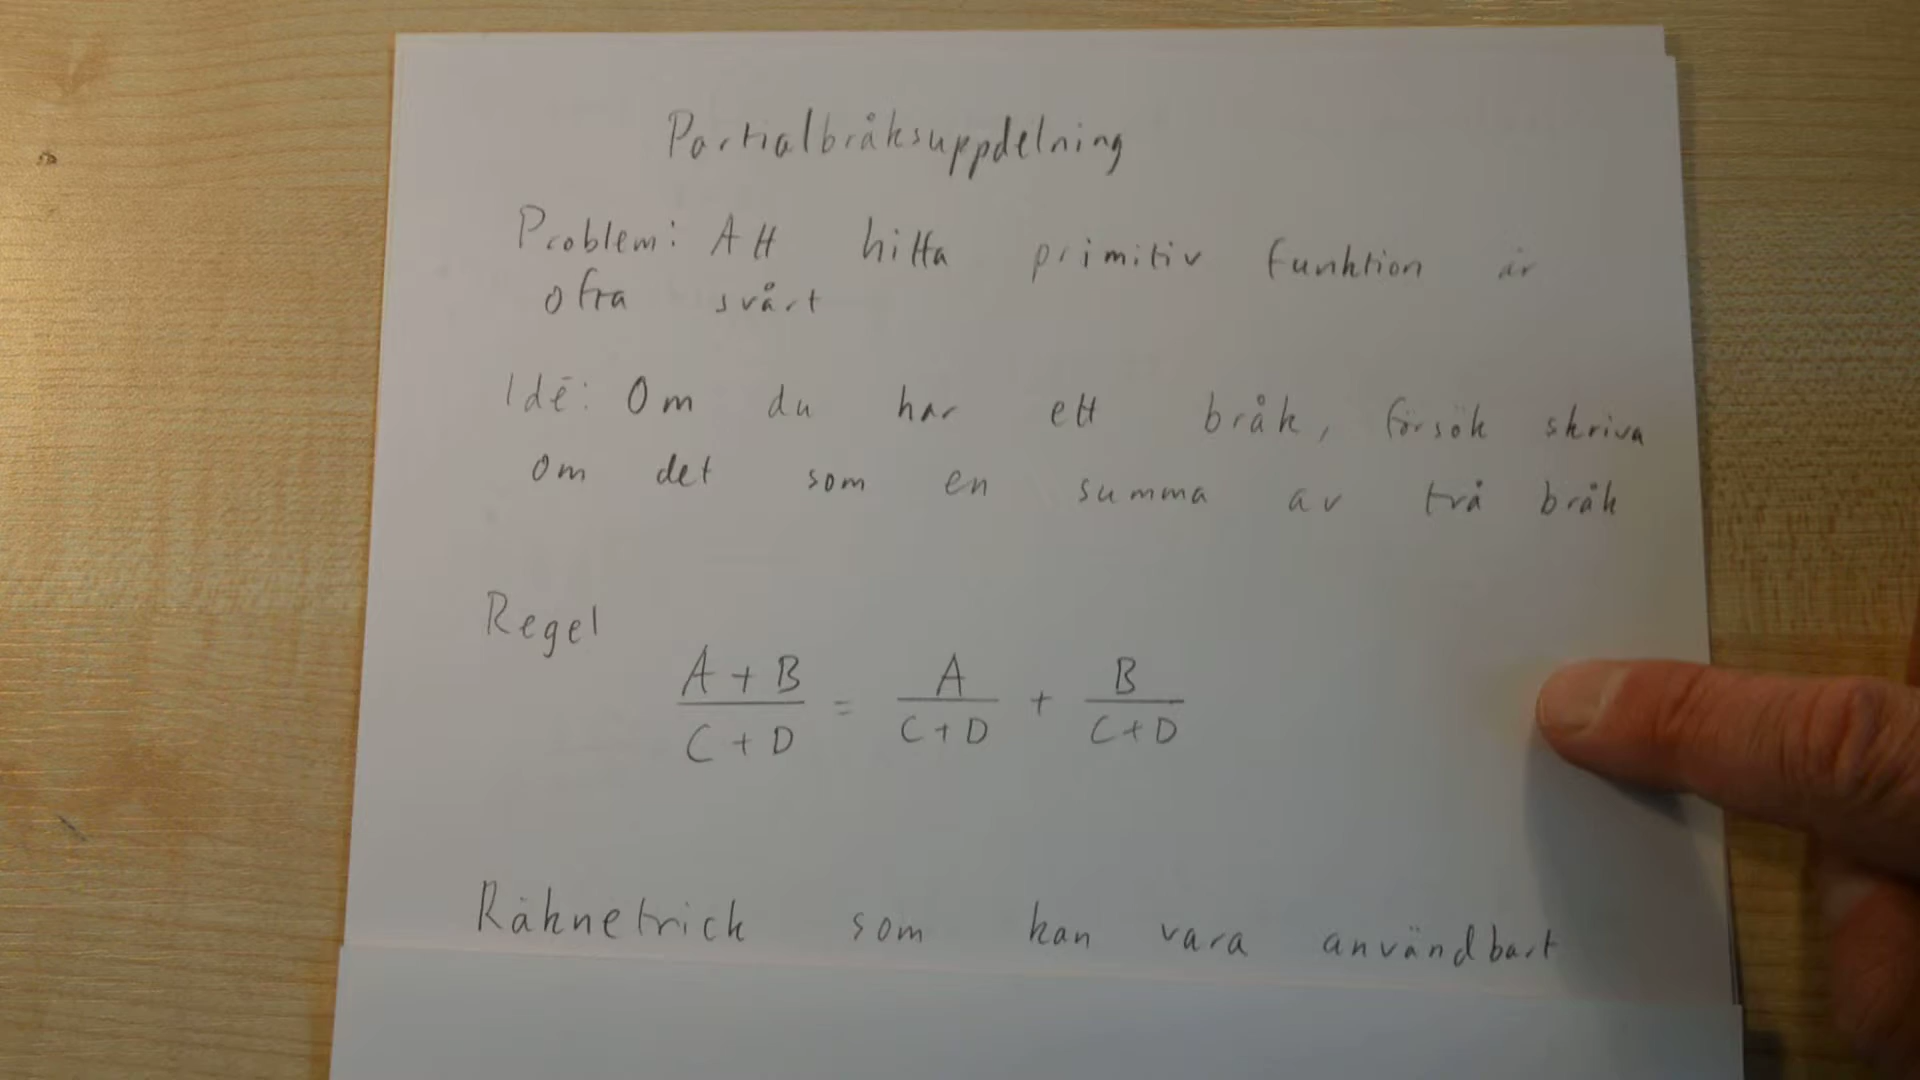 Partialbråksuppdelning
Problem: Att hitta primitiv funktion är
ofta svårt
Idé: Om du har ett bråk, försök skriva
om det som en summa av två bråk
Regel
A + B / C + D = A / C + D + B / C + D
Räknetrick som kan vara användbart